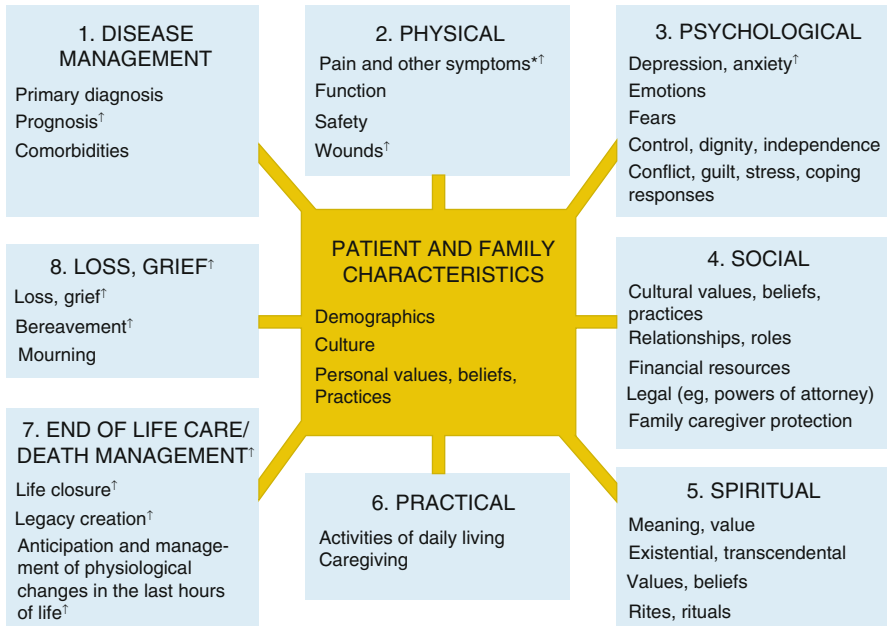 1. DISEASE
MANAGEMENT
Primary diagnosis
Prognosis↑
Comorbidities
2. PHYSICAL
Pain and other symptoms*↑
Function
Safety
Wounds↑
3. PSYCHOLOGICAL
Depression, anxiety↑
Emotions
Fears
Control, dignity, independence
Conflict, guilt, stress, coping
responses
8. LOSS, GRIEF↑
Loss, grief↑
Bereavement↑
Mourning
PATIENT AND FAMILY
CHARACTERISTICS
Demographics
Culture
Personal values, beliefs,
Practices
4. SOCIAL
Cultural values, beliefs,
practices
Relationships, roles
Financial resources
Legal (eg, powers of attorney)
Family caregiver protection
7. END OF LIFE CARE/
DEATH MANAGEMENT↑
Life closure↑
Legacy creation↑
Anticipation and manage-
ment of physiological
changes in the last hours
of life↑
6. PRACTICAL
Activities of daily living
Caregiving
5. SPIRITUAL
Meaning, value
Existential, transcendental
Values, beliefs
Rites, rituals